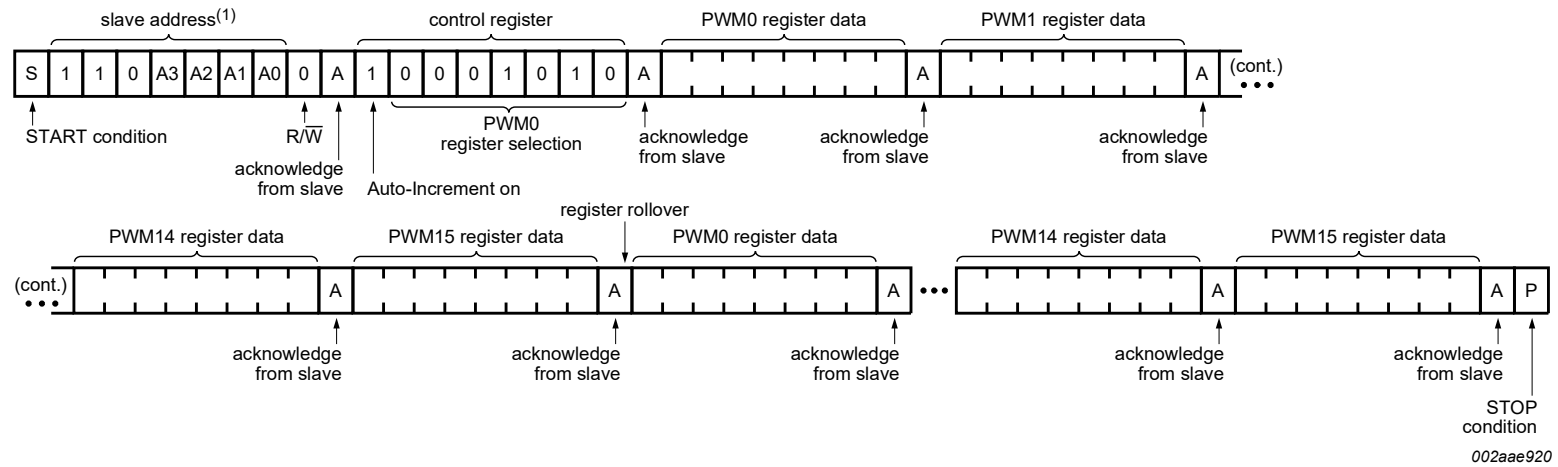 slave address(1) control register PWM0 register data PWM1 register data
S 1 1 0 A3 A2 A1 A0 0 A 1 0 0 0 1 0 1 0 A A A (cont.)
START condition R/W̅ PWM0 register selection acknowledge from slave acknowledge from slave acknowledge from slave
acknowledge from slave Auto-Increment on
register rollover
PWM14 register data PWM15 register data PWM0 register data PWM14 register data PWM15 register data
(cont.) A A A A A P
acknowledge from slave acknowledge from slave acknowledge from slave acknowledge from slave acknowledge from slave
STOP condition
002aae920